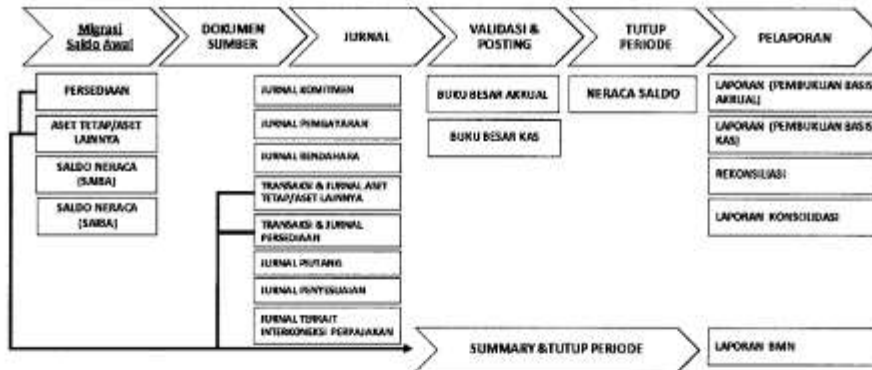 Migrasi
Saldo Awal
DOKUMEN
SUMBER
JURNAL
VALIDASI &
POSTING
TUTUP
PERIODE
PELAPORAN
PERSEDIAAN
ASET TETAP/ASET
LAINNYA
SALDO NERACA
(SAIBA)
SALDO NERACA
(SAIBA)
JURNAL KOMITMEN
JURNAL PEMBAYARAN
JURNAL BENDAHARA
TRANSAKSI & JURNAL ASET
TETAP/ASET LAINNYA
TRANSAKSI & JURNAL
PERSEDIAAN
JURNAL PIUTANG
JURNAL PENYESUAIAN
JURNAL TERKAIT
INTERKONEKSI PERPAJAKAN
BUKU BESAR AKRUAL
BUKU BESAR KAS
NERACA SALDO
LAPORAN (PEMBUKUAN BASIS
AKRUAL)
LAPORAN (PEMBUKUAN BASIS
KAS)
REKONSILIASI
LAPORAN KONSOLIDASI
SUMMARY &TUTUP PERIODE
LAPORAN BMN